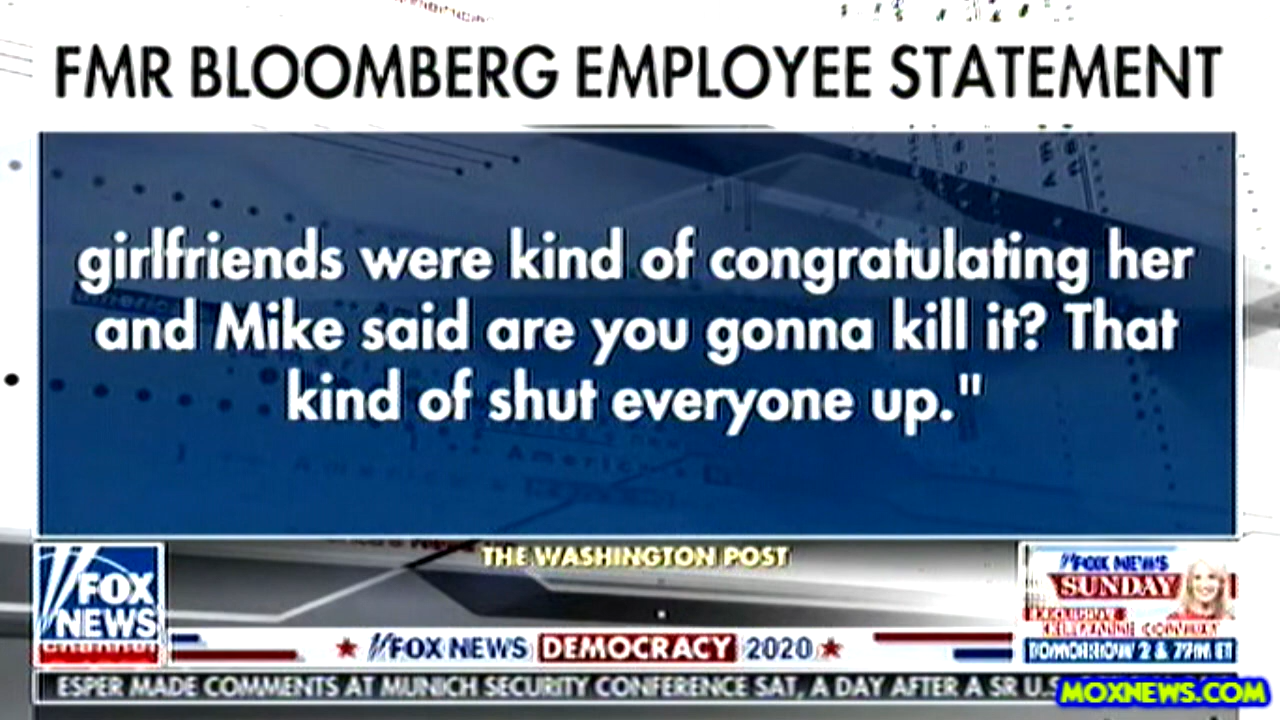 FMR BLOOMBERG EMPLOYEE STATEMENT
girlfriends were kind of congratulating her
and Mike said are you gonna kill it? That
kind of shut everyone up."
THE WASHINGTON POST
FOX
NEWS
channel
FOX NEWS DEMOCRACY 2020
FOX NEWS
SUNDAY
TOMORROW 2 & 7PM ET
ESPER MADE COMMENTS AT MUNICH SECURITY CONFERENCE SAT, A DAY AFTER A SR U.S
MOXNEWS.COM